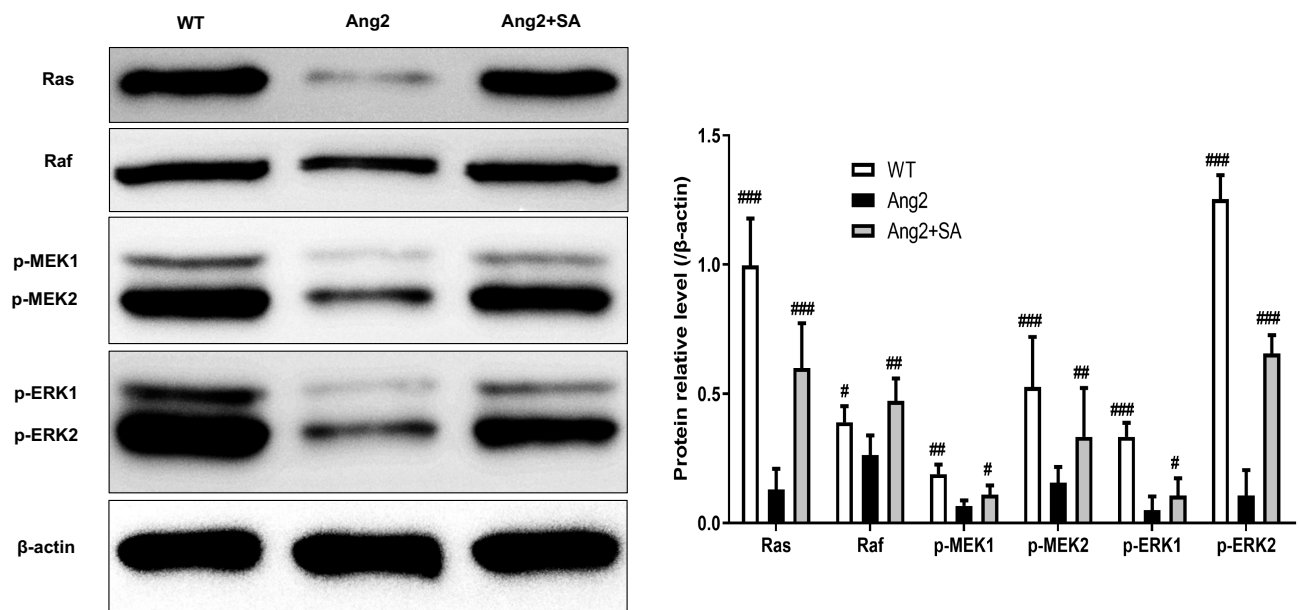 WT Ang2 Ang2+SA
Ras
Raf
p-MEK1
p-MEK2
p-ERK1
p-ERK2
β-actin
Protein relative level (/β-actin)
1.5
1.0
0.5
0.0
WT
Ang2
Ang2+SA
###
###
#
##
##
#
###
##
###
#
###
###
Ras Raf p-MEK1 p-MEK2 p-ERK1 p-ERK2